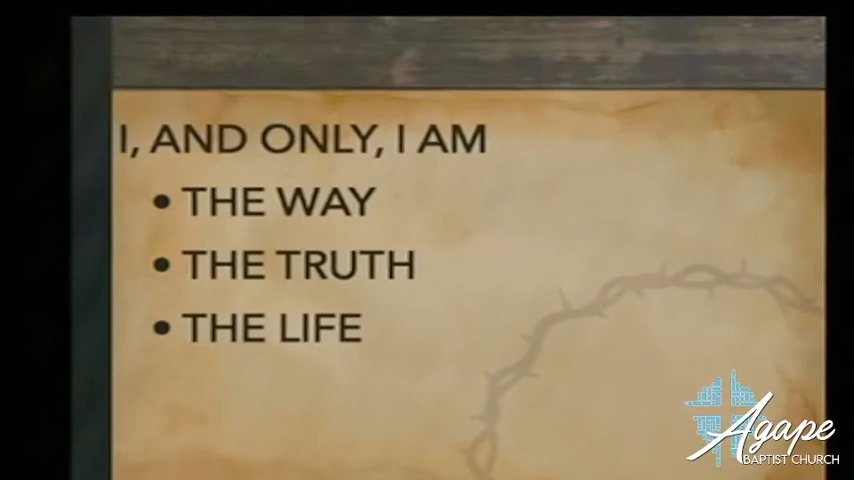 I, AND ONLY, I AM
• THE WAY
• THE TRUTH
• THE LIFE
Agape
BAPTIST CHURCH